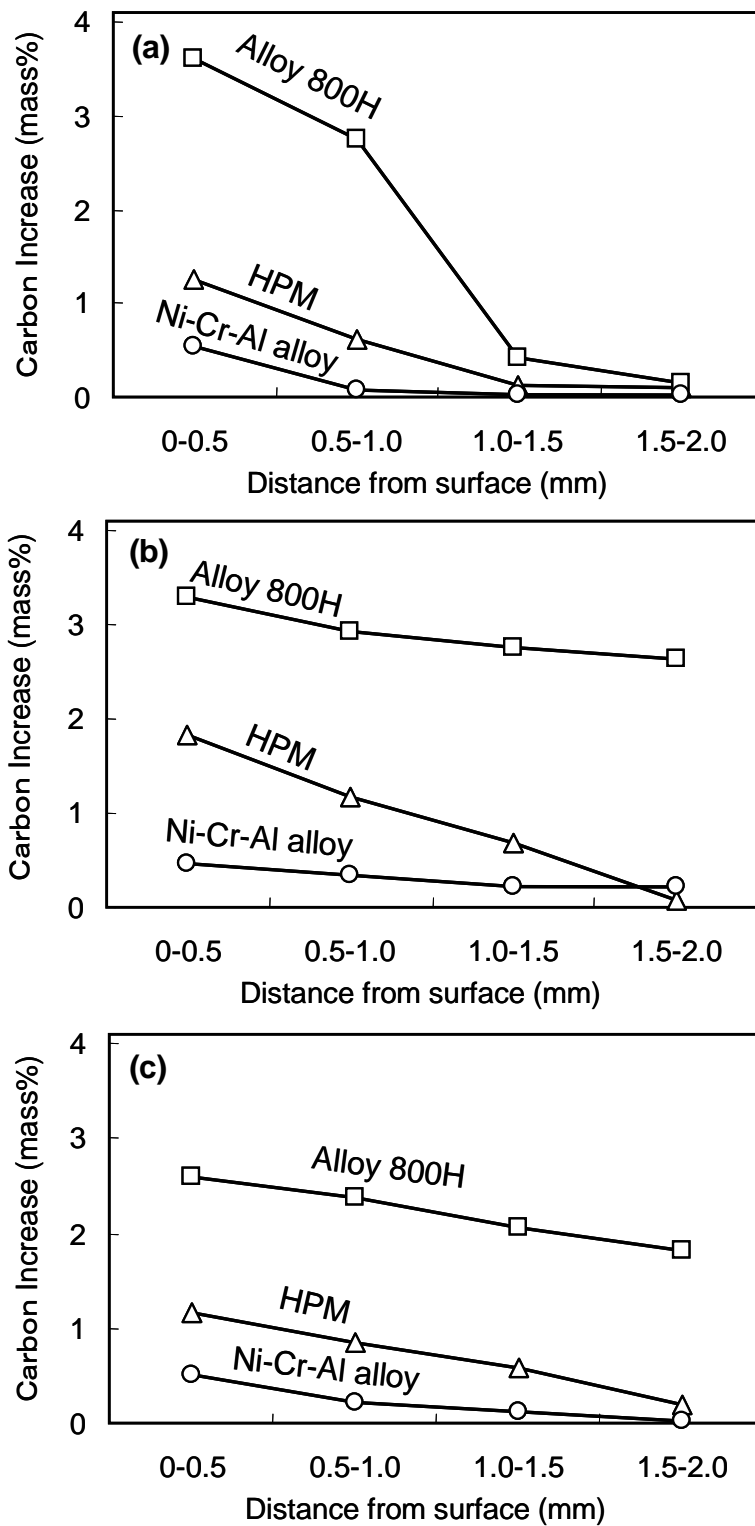 (a)
Alloy 800H
HPM
Ni-Cr-Al alloy
Carbon Increase (mass%)
4
3
2
1
0
0-0.5 0.5-1.0 1.0-1.5 1.5-2.0
Distance from surface (mm)
(b)
Alloy 800H
HPM
Ni-Cr-Al alloy
Carbon Increase (mass%)
4
3
2
1
0
0-0.5 0.5-1.0 1.0-1.5 1.5-2.0
Distance from surface (mm)
(c)
Alloy 800H
HPM
Ni-Cr-Al alloy
Carbon Increase (mass%)
4
3
2
1
0
0-0.5 0.5-1.0 1.0-1.5 1.5-2.0
Distance from surface (mm)